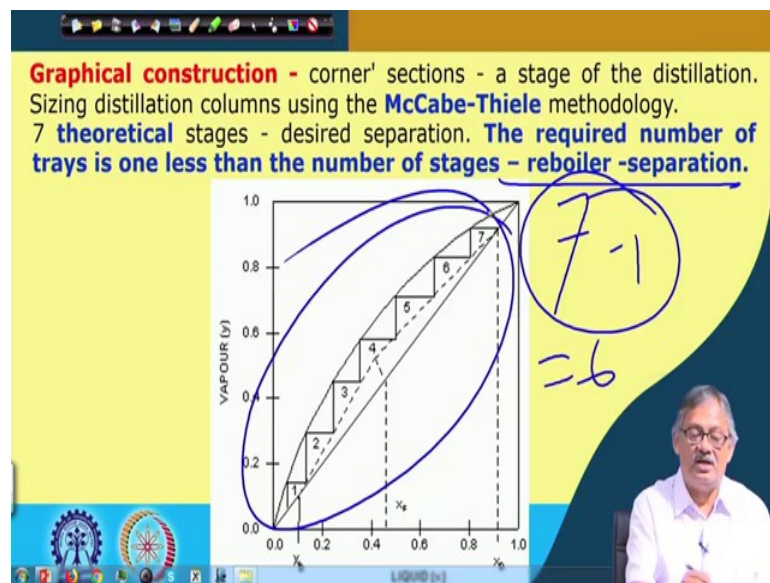 Graphical construction - corner' sections - a stage of the distillation.
Sizing distillation columns using the McCabe-Thiele methodology.
7 theoretical stages - desired separation. The required number of
trays is one less than the number of stages – reboiler -separation.
7 -1
= 6
1.0
0.8
0.6
0.4
0.2
0.0
VAPOUR (y)
7
6
5
4
3
2
1
0.0 0.2 0.4 0.6 0.8 1.0
LIQUID (x)